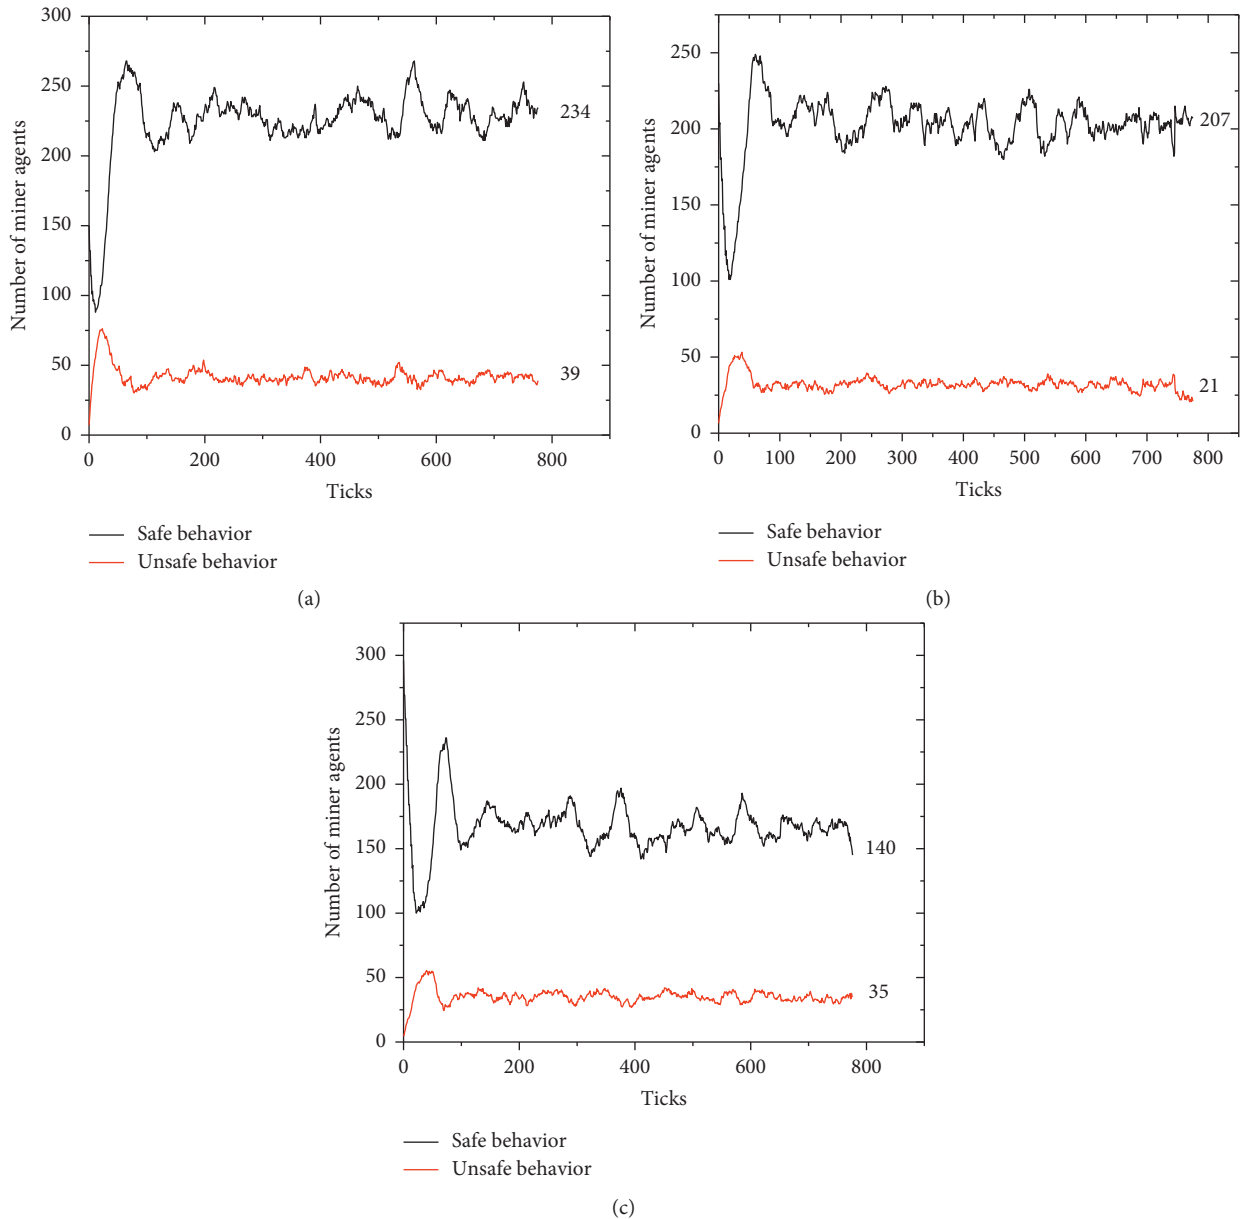 300
250
200
150
100
50
0
Number of miner agents
234
39
0 200 400 600 800
Ticks
Safe behavior
Unsafe behavior
(a)
250
200
150
100
50
0
Number of miner agents
207
21
0 100 200 300 400 500 600 700 800
Ticks
Safe behavior
Unsafe behavior
(b)
300
250
200
150
100
50
0
Number of miner agents
140
35
0 200 400 600 800
Ticks
Safe behavior
Unsafe behavior
(c)